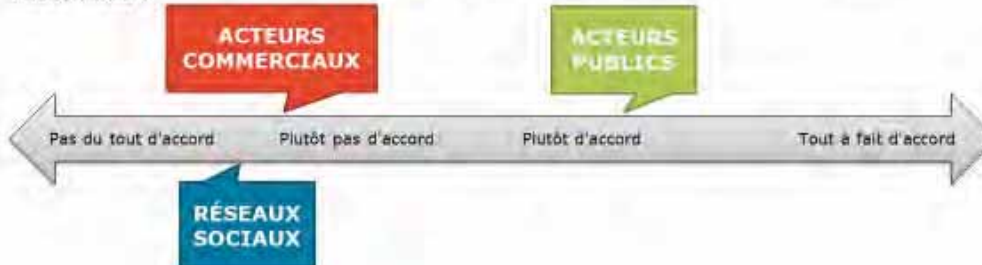 ACTEURS
COMMERCIAUX
ACTEURS
PUBLICS
Pas du tout d'accord Plutôt pas d'accord Plutôt d'accord Tout a fait d'accord
RÉSEAUX
SOCIAUX